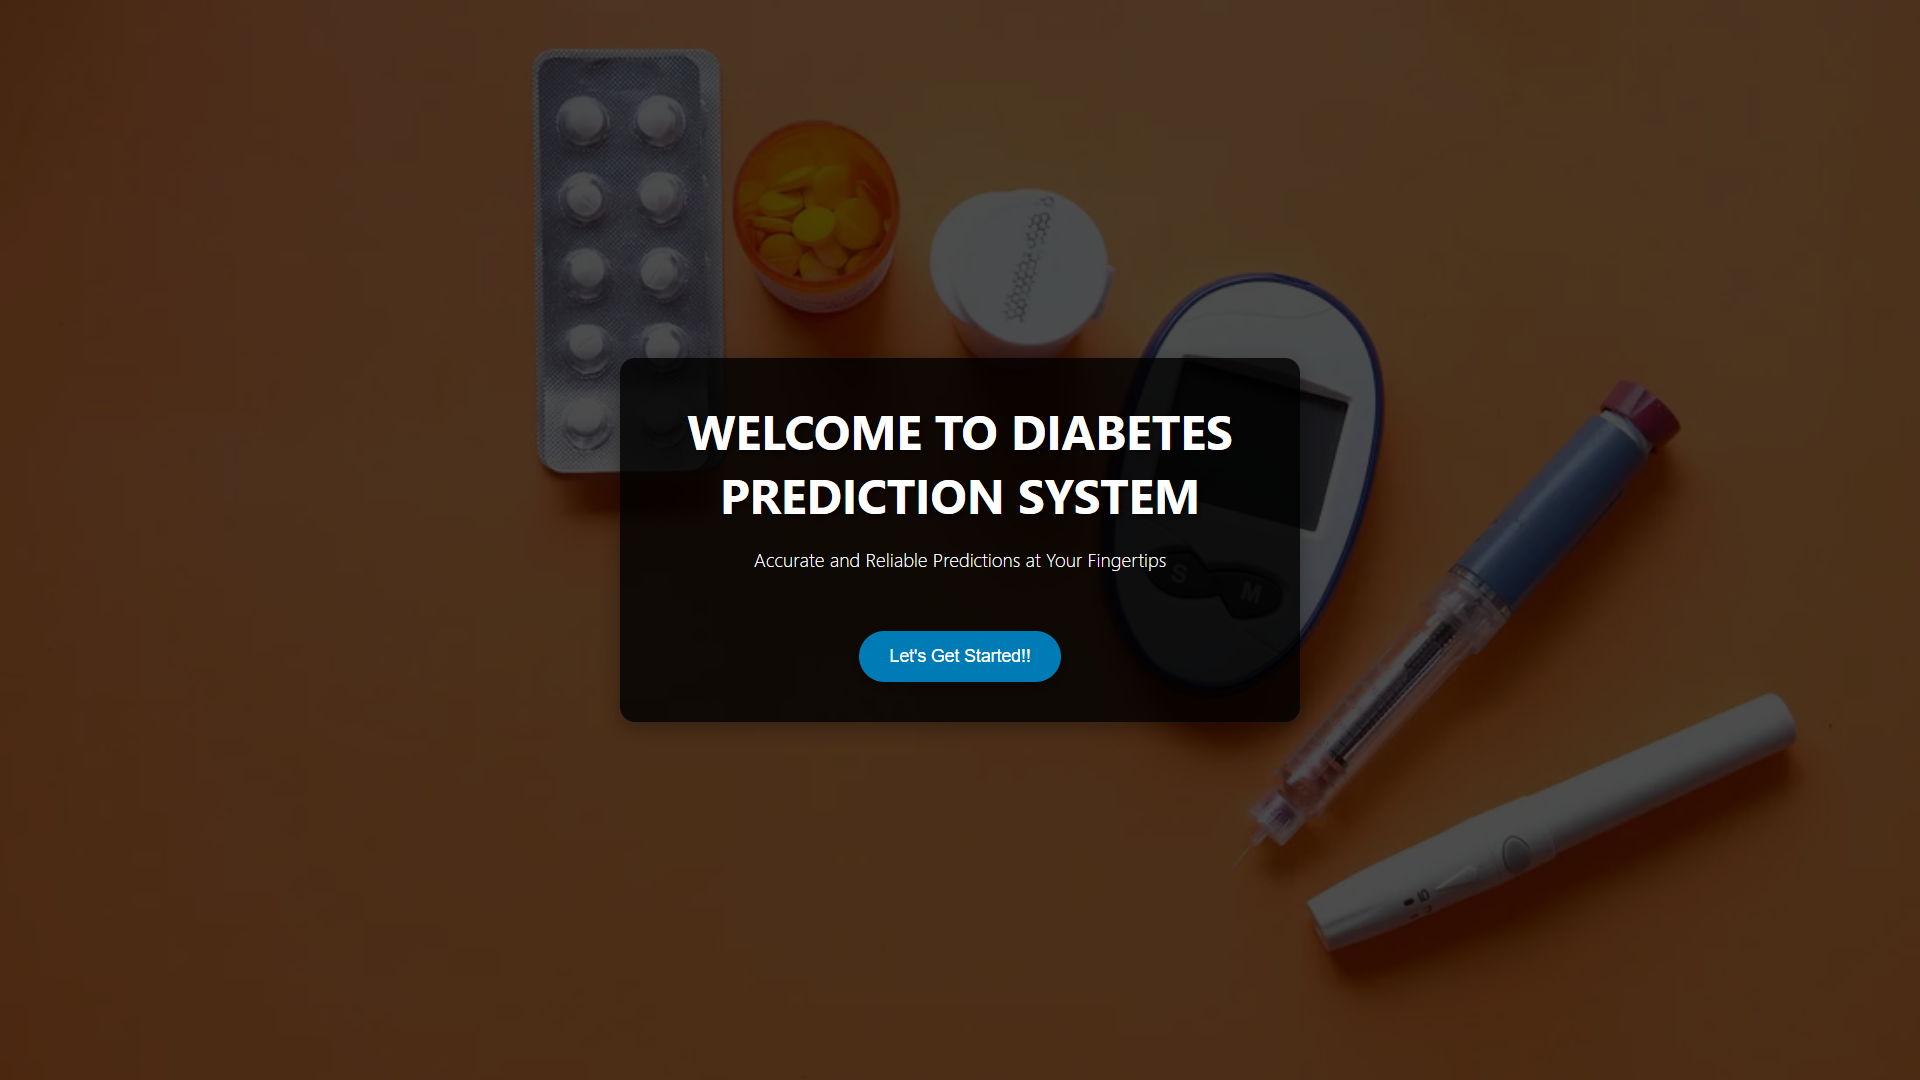 WELCOME TO DIABETES
PREDICTION SYSTEM
Accurate and Reliable Predictions at Your Fingertips
S
M
Let's Get Started!!